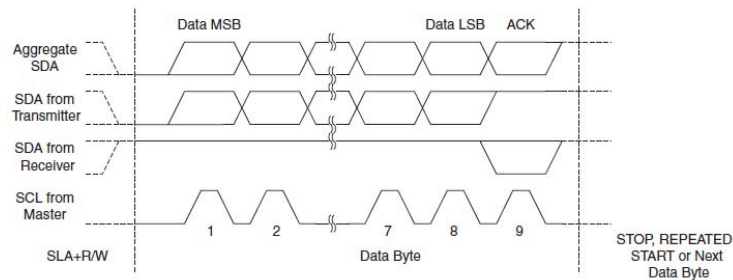 Data MSB
Data LSB
ACK
Aggregate
SDA
SDA from
Transmitter
SDA from
Receiver
SCL from
Master
1
2
7
8
9
SLA+R/W
Data Byte
STOP, REPEATED
START or Next
Data Byte